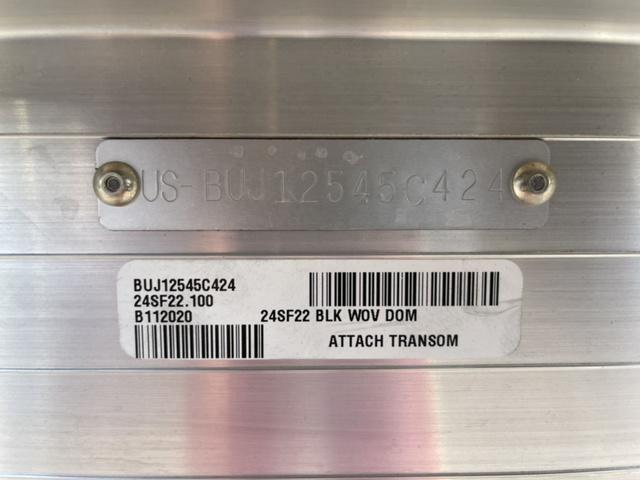 US-BUJ12545C424
BUJ12545C424
24SF22.100
B112020
24SF22 BLK WOV DOM
ATTACH TRANSOM